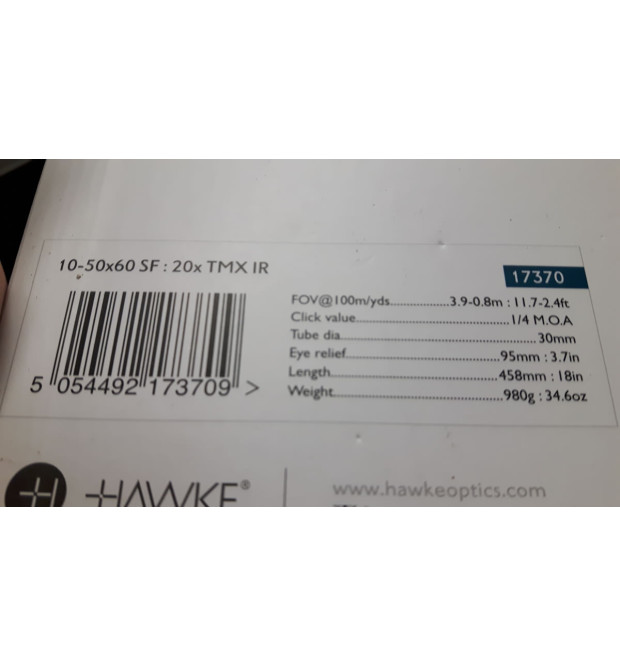 10-50x60 SF : 20x TMX IR
17370
FOV@100m/yds..................3.9-0.8m : 11.7-2.4ft
Click value..............................................1/4 M.O.A
Tube dia..........................................................30mm
Eye relief..............................................95mm : 3.7in
Length..................................................458mm : 18in
Weight..................................................980g : 34.6oz
5 054492 173709 >
HAWKE®
www.hawkeoptics.com